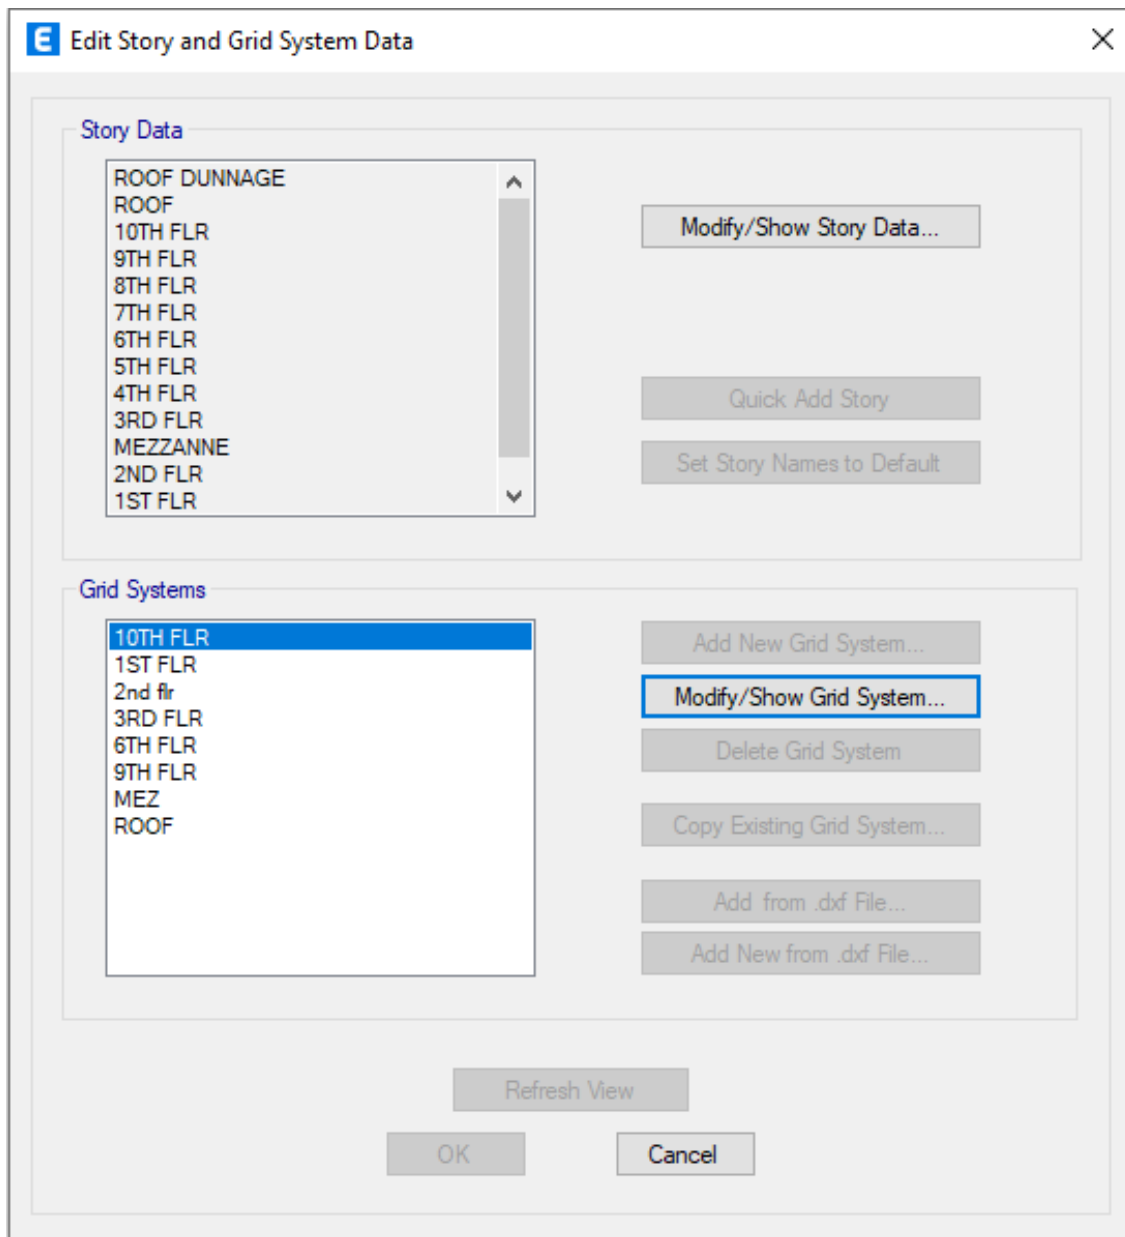 E Edit Story and Grid System Data
Story Data
ROOF DUNNAGE
ROOF
10TH FLR
9TH FLR
8TH FLR
7TH FLR
6TH FLR
5TH FLR
4TH FLR
3RD FLR
MEZZANNE
2ND FLR
1ST FLR
Modify/Show Story Data...
Quick Add Story
Set Story Names to Default
Grid Systems
10TH FLR
1ST FLR
2nd flr
3RD FLR
6TH FLR
9TH FLR
MEZ
ROOF
Add New Grid System...
Modify/Show Grid System...
Delete Grid System
Copy Existing Grid System...
Add from .dxf File...
Add New from .dxf File...
Refresh View
OK
Cancel